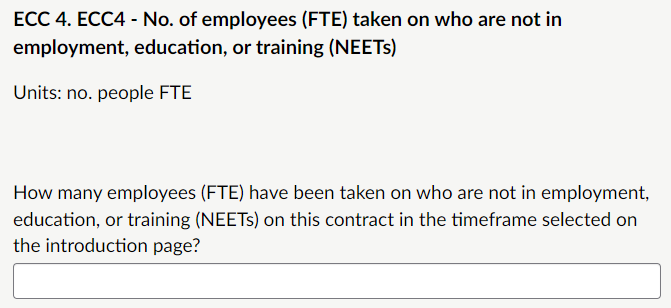 ECC 4. ECC4 - No. of employees (FTE) taken on who are not in
employment, education, or training (NEETs)
Units: no. people FTE
How many employees (FTE) have been taken on who are not in employment,
education, or training (NEETs) on this contract in the timeframe selected on
the introduction page?